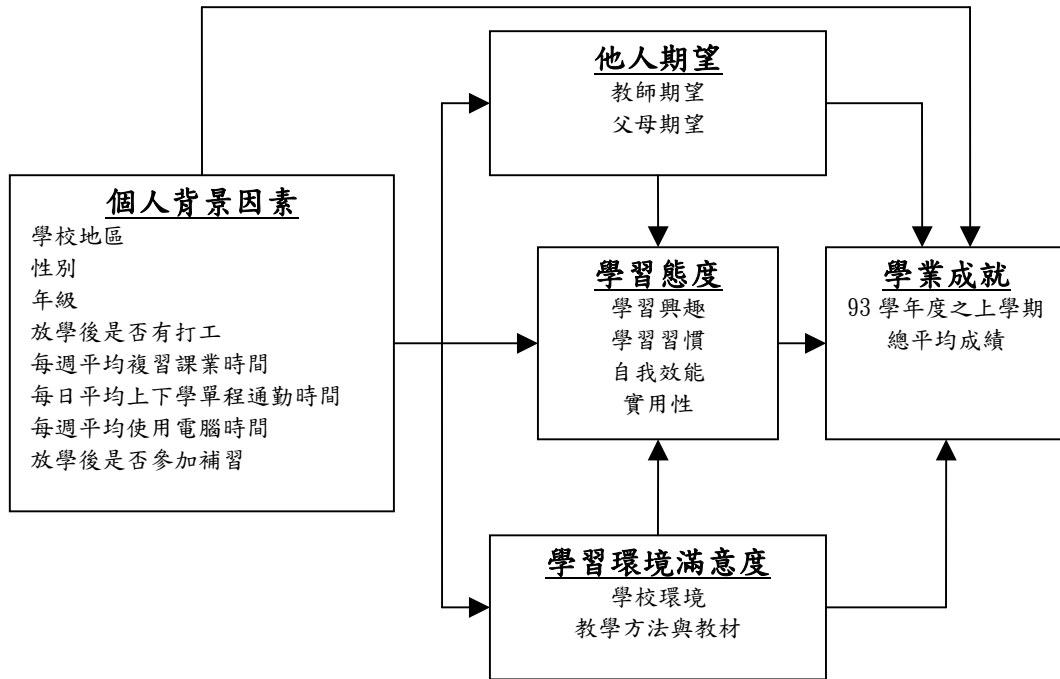 他人期望
教師期望
父母期望
個人背景因素
學校地區
性別
年級
放學後是否有打工
每週平均複習課業時間
每日平均上下學單程通勤時間
每週平均使用電腦時間
放學後是否參加補習
學習態度
學習興趣
學習習慣
自我效能
實用性
學業成就
93 學年度之上學期
總平均成績
學習環境滿意度
學校環境
教學方法與教材